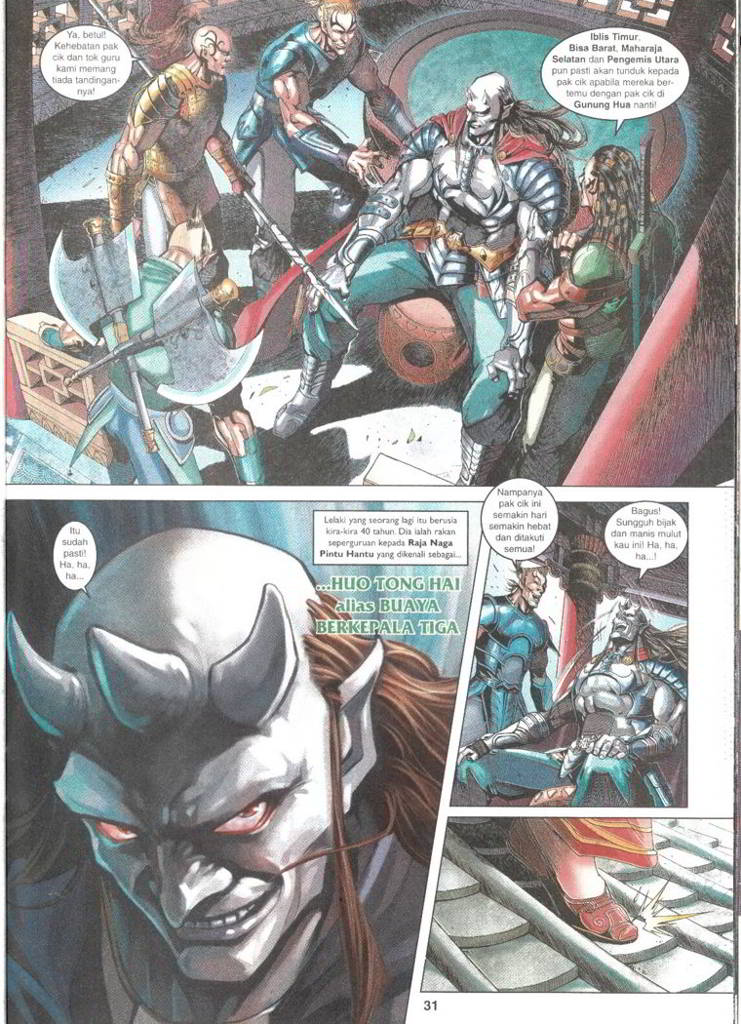 Ya, betul!
Kehebatan pak
cik dan tok guru
kami memang
tiada tandingan-
nya!
Iblis Timur,
Bisa Barat, Maharaja
Selatan dan Pengemis Utara
pun pasti akan tunduk kepada
pak cik apabila mereka ber-
temu dengan pak cik di
Gunung Hua nanti!
Itu
sudah
pasti!
Ha, ha,
ha...
Lelaki yang seorang lagi itu berusia
kira-kira 40 tahun. Dia ialah rakan
seperguruan kepada Raja Naga
Pintu Hantu yang dikenali sebagai...
...HUO TONG HAI
alias BUAYA
BERKEPALA TIGA
Nampanya
pak cik ini
semakin hari
semakin hebat
dan ditakuti
semua!
Bagus!
Sungguh bijak
dan manis mulut
kau ini! Ha, ha,
ha...!
31